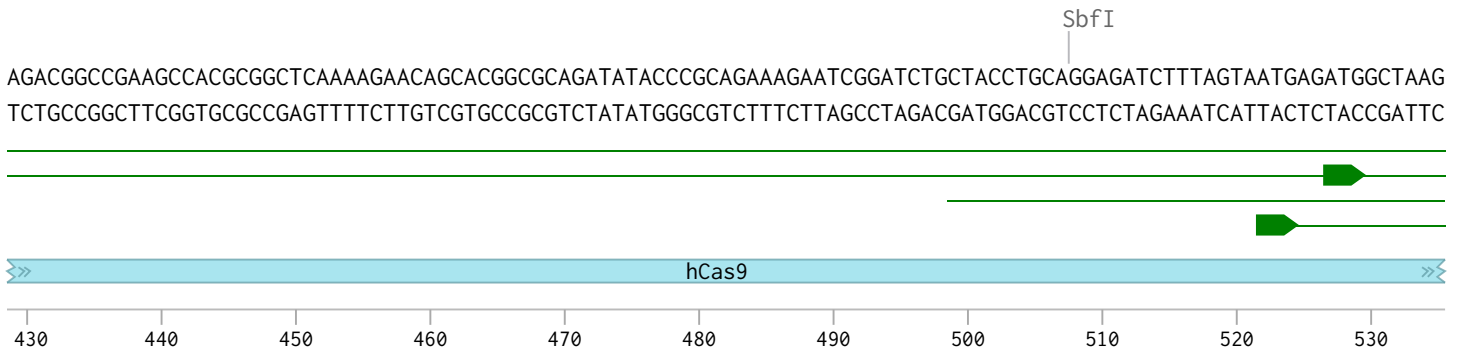 SbfI
AGACGGCCGAAGCCACGCGGCTCAAAAGAACAGCACGGCGCAGATATACCCGCAGAAAGAATCGGATCTGCTACCTGCAGGAGATCTTTAGTAATGAGATGGCTAAG
TCTGCCGGCTTCGGTGCGCCGAGTTTTCTTGTCGTGCCGCGTCTATATGGGCGTCTTTCTTAGCCTAGACGATGGACGTCCTCTAGAAATCATTACTCTACCGATTC
hCas9
430 440 450 460 470 480 490 500 510 520 530